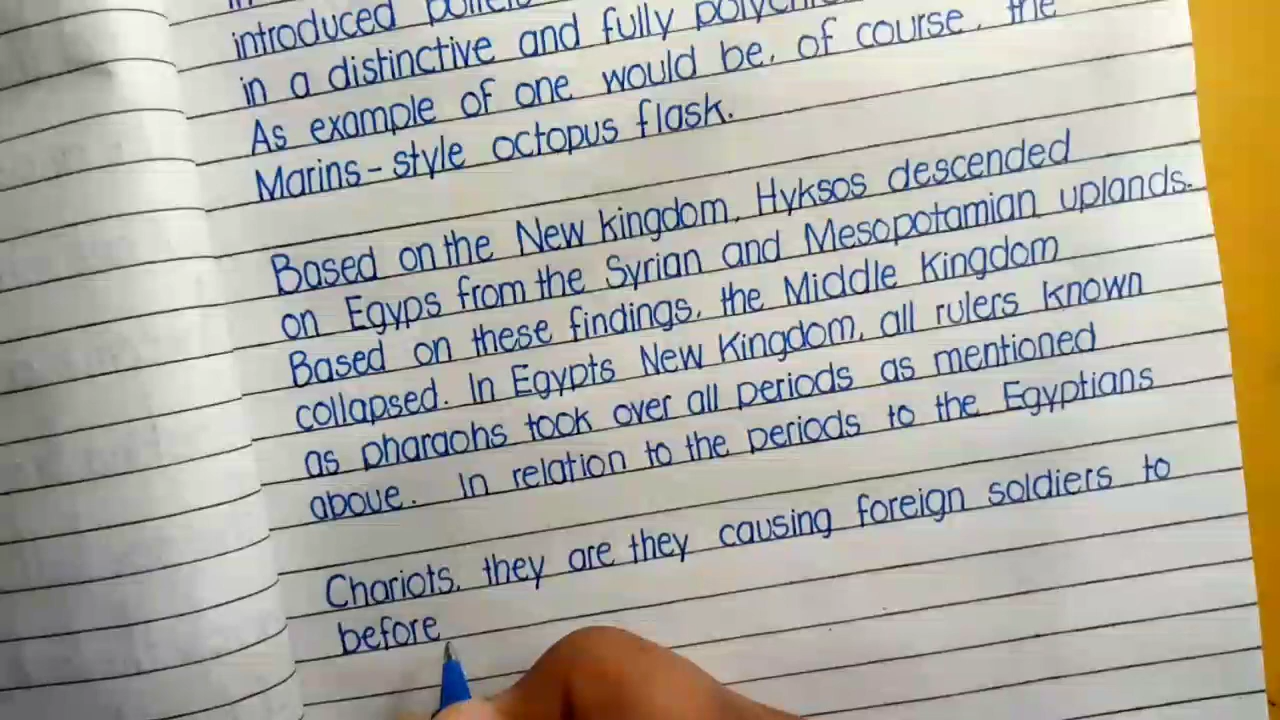 introduced
in a distinctive and fully
As example of one would be, of course, the
Marins-style octopus flask.
Based on the New Kingdom, Hyksos descended
on Egyps from the Syrian and Mesopotamian uplands.
Based on these findings, the Middle Kingdom
collapsed. In Egypts New Kingdom, all rulers known
as pharaohs took over all periods as mentioned
above. In relation to the periods to the Egyptians
Chariots, they are they causing foreign soldiers to
before